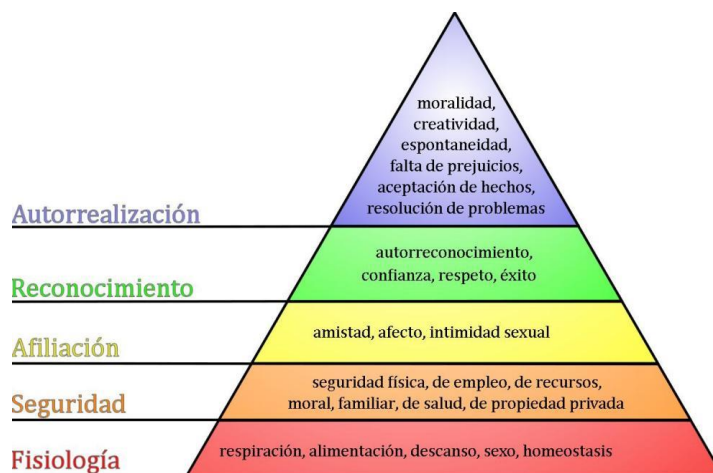 moralidad,
creatividad,
espontaneidad,
falta de prejuicios,
aceptación de hechos,
resolución de problemas
Autorrealización
autorreconocimiento,
confianza, respeto, éxito
Reconocimiento
amistad, afecto, intimidad sexual
Afiliación
seguridad física, de empleo, de recursos,
moral, familiar, de salud, de propiedad privada
Seguridad
respiración, alimentación, descanso, sexo, homeostasis
Fisiología